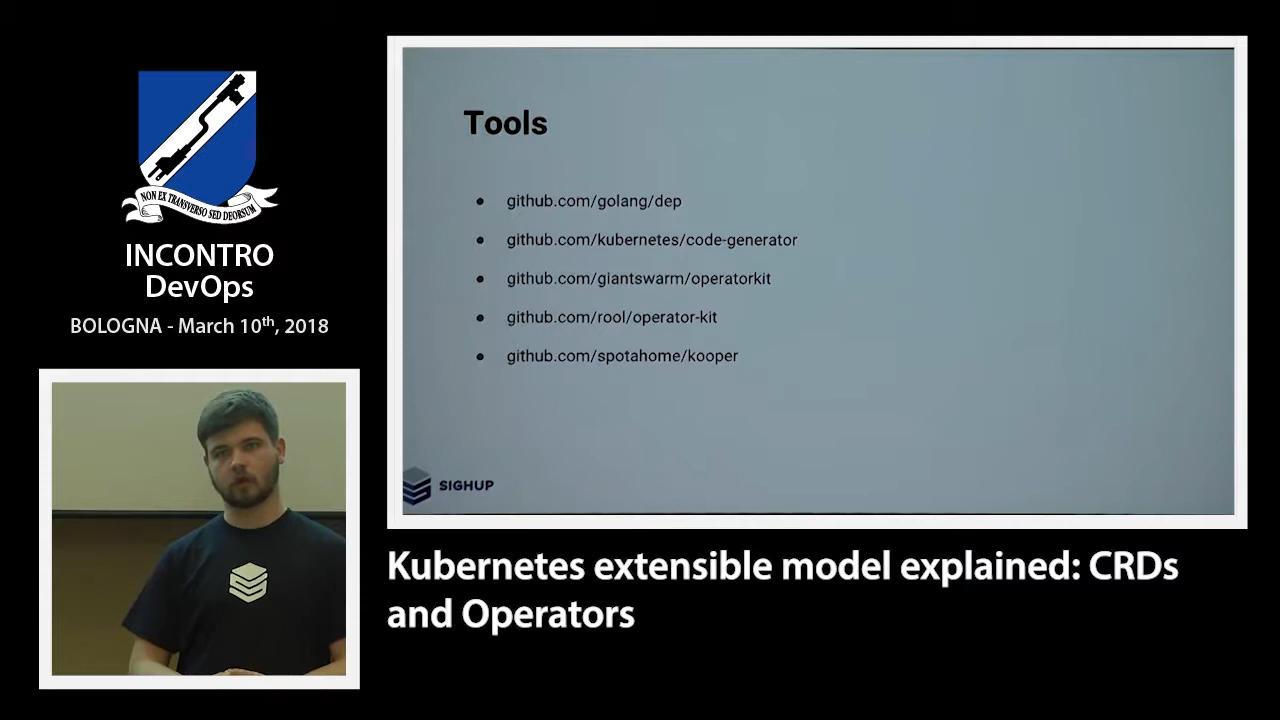 NON EX TRANSVERSO SED DEORSUM
INCONTRO
DevOps
BOLOGNA - March 10th, 2018
Tools
• github.com/golang/dep
• github.com/kubernetes/code-generator
• github.com/giantswarm/operatorkit
• github.com/rool/operator-kit
• github.com/spotahome/kooper
SIGHUP
Kubernetes extensible model explained: CRDs
and Operators